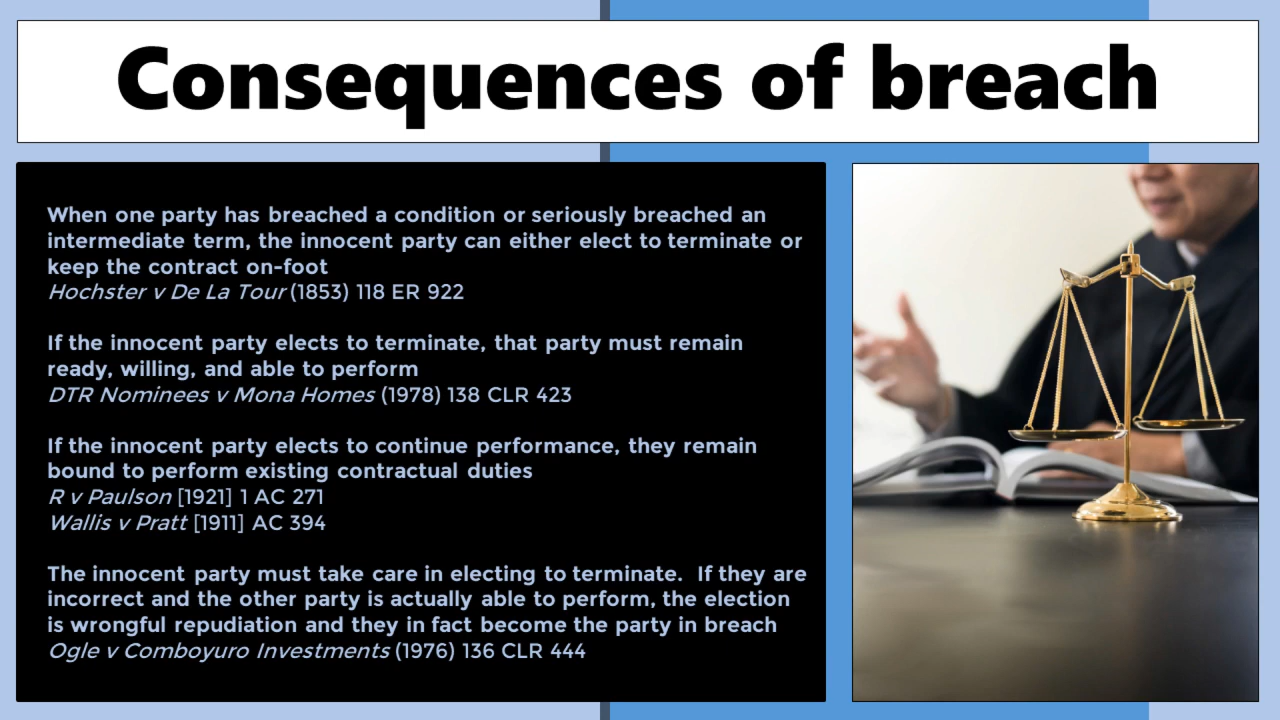 Consequences of breach
When one party has breached a condition or seriously breached an
intermediate term, the innocent party can either elect to terminate or
keep the contract on-foot
Hochster v De La Tour (1853) 118 ER 922
If the innocent party elects to terminate, that party must remain
ready, willing, and able to perform
DTR Nominees v Mona Homes (1978) 138 CLR 423
If the innocent party elects to continue performance, they remain
bound to perform existing contractual duties
R v Paulson [1921] 1 AC 271
Wallis v Pratt [1911] AC 394
The innocent party must take care in electing to terminate.  If they are
incorrect and the other party is actually able to perform, the election
is wrongful repudiation and they in fact become the party in breach
Ogle v Comboyuro Investments (1976) 136 CLR 444